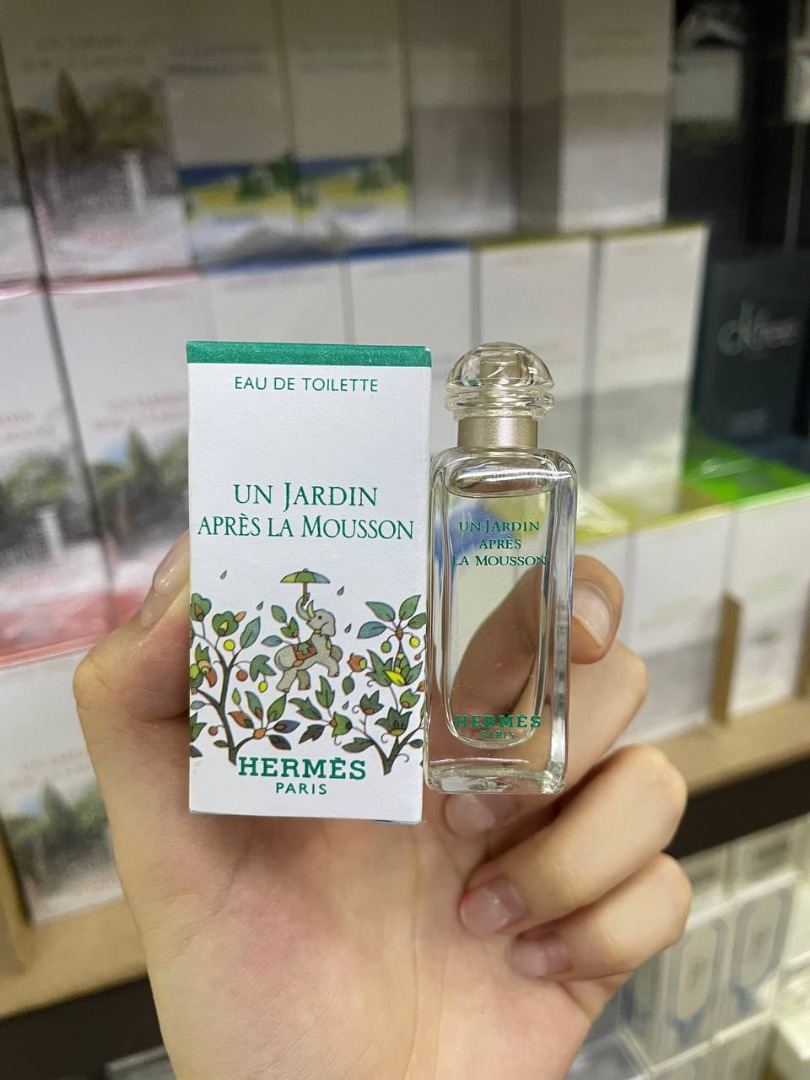 EAU DE TOILETTE
UN JARDIN
APRÈS LA MOUSSON
HERMÈS
PARIS
UN JARDIN
APRÈS
LA MOUSSON
HERMÈS
PARIS